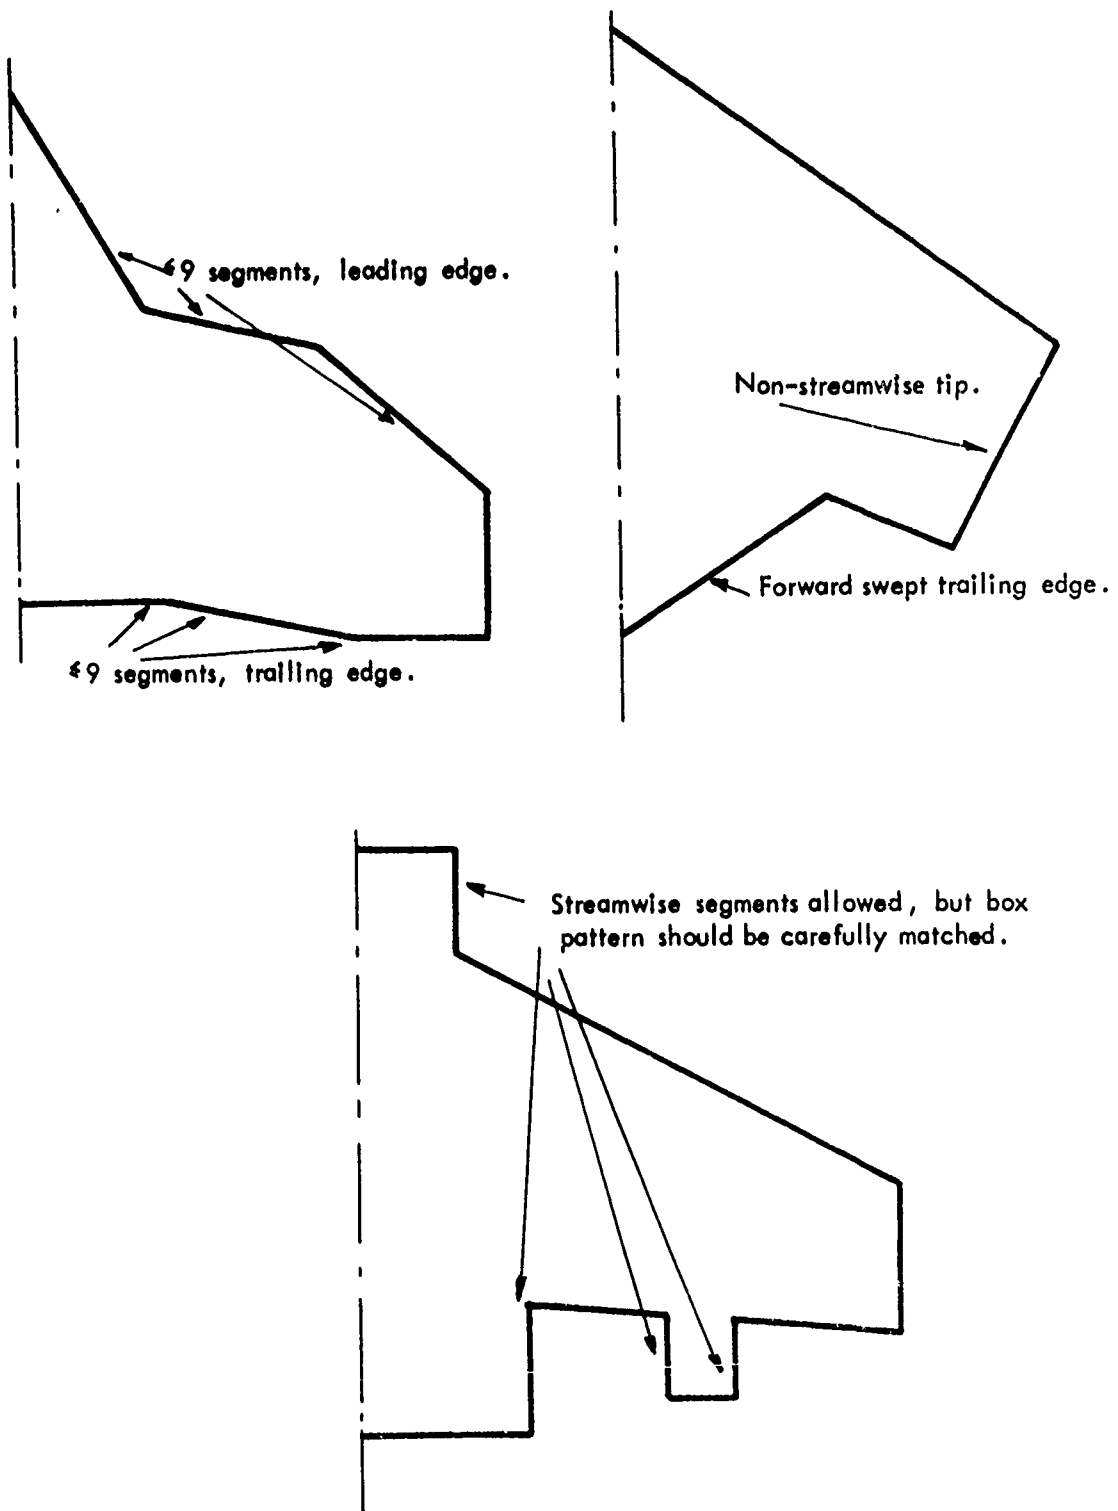 ≤9 segments, leading edge.
Non-streamwise tip.
Forward swept trailing edge.
≤9 segments, trailing edge.
Streamwise segments allowed, but box
pattern should be carefully matched.